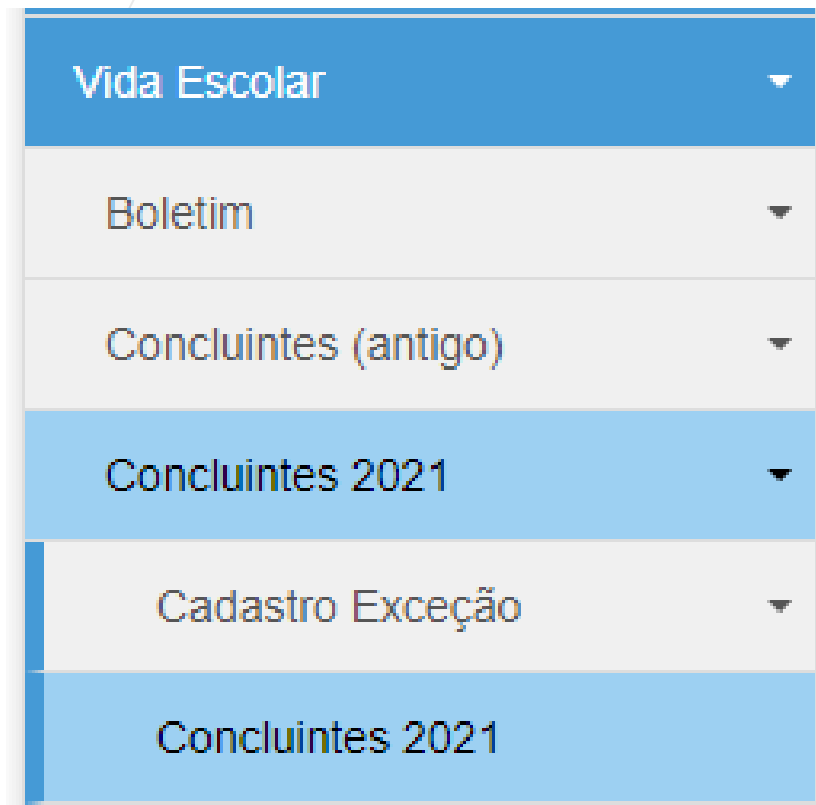 Vida Escolar
Boletim
Concluintes (antigo)
Concluintes 2021
Cadastro Exceção
Concluintes 2021